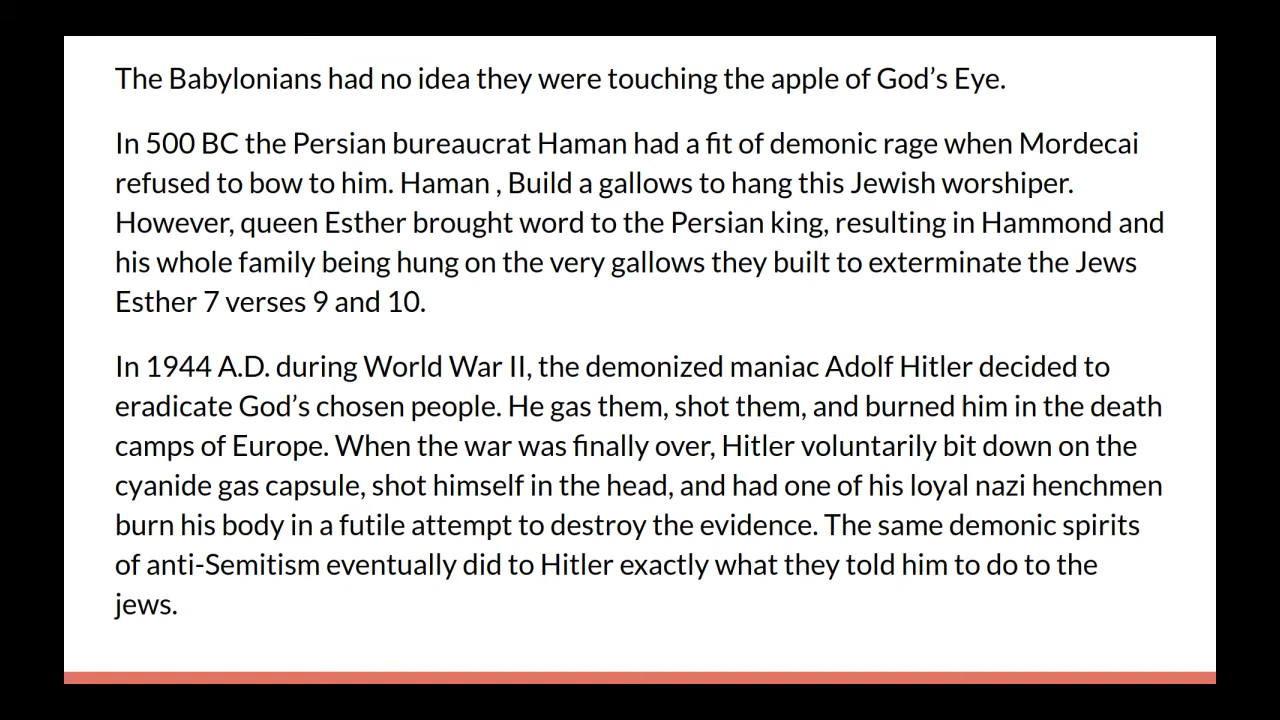 The Babylonians had no idea they were touching the apple of God’s Eye.
In 500 BC the Persian bureaucrat Haman had a fit of demonic rage when Mordecai
refused to bow to him. Haman , Build a gallows to hang this Jewish worshiper.
However, queen Esther brought word to the Persian king, resulting in Hammond and
his whole family being hung on the very gallows they built to exterminate the Jews
Esther 7 verses 9 and 10.
In 1944 A.D. during World War II, the demonized maniac Adolf Hitler decided to
eradicate God’s chosen people. He gas them, shot them, and burned him in the death
camps of Europe. When the war was finally over, Hitler voluntarily bit down on the
cyanide gas capsule, shot himself in the head, and had one of his loyal nazi henchmen
burn his body in a futile attempt to destroy the evidence. The same demonic spirits
of anti-Semitism eventually did to Hitler exactly what they told him to do to the
jews.